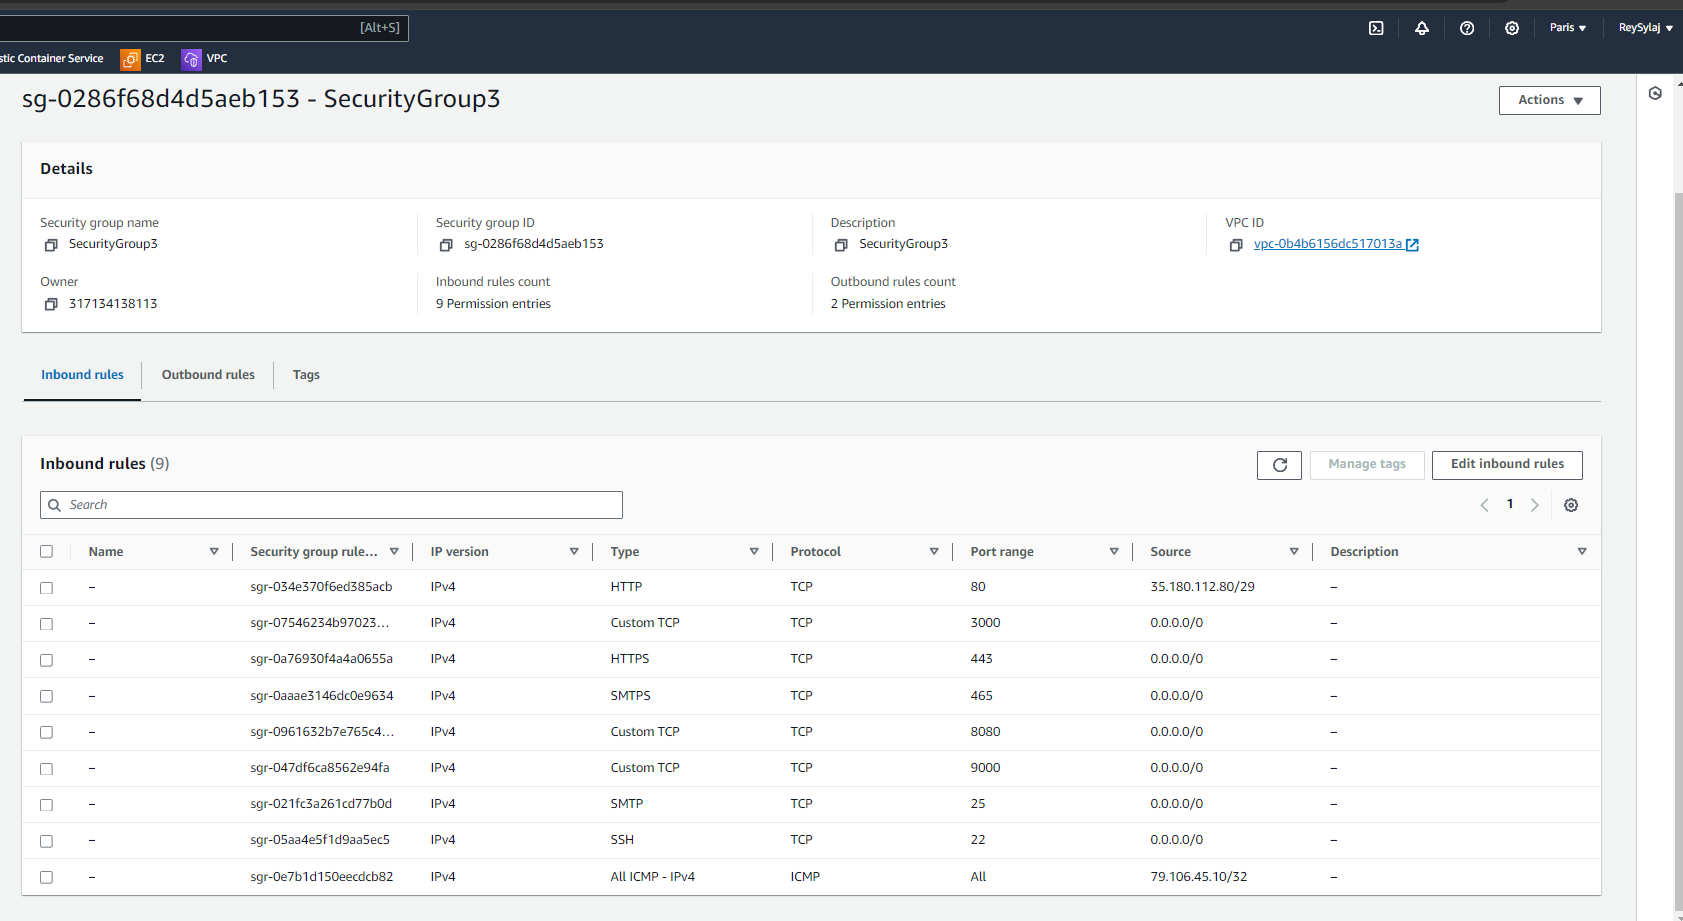 [Alt+S]
Paris
ReySylaj
stic Container Service
EC2
VPC
sg-0286f68d4d5aeb153 - SecurityGroup3
Actions
Details
Security group name
SecurityGroup3
Security group ID
sg-0286f68d4d5aeb153
Description
SecurityGroup3
VPC ID
vpc-0b4b6156dc517013a
Owner
317134138113
Inbound rules count
9 Permission entries
Outbound rules count
2 Permission entries
Inbound rules
Outbound rules
Tags
Inbound rules (9)
Manage tags
Edit inbound rules
Search
1
Name Security group rule... IP version Type Protocol Port range Source Description
– sgr-034e370f6ed385acb IPv4 HTTP TCP 80 35.180.112.80/29 –
– sgr-07546234b97023... IPv4 Custom TCP TCP 3000 0.0.0.0/0 –
– sgr-0a76930f4a4a0655a IPv4 HTTPS TCP 443 0.0.0.0/0 –
– sgr-0aaae3146dc0e9634 IPv4 SMTPS TCP 465 0.0.0.0/0 –
– sgr-0961632b7e765c4... IPv4 Custom TCP TCP 8080 0.0.0.0/0 –
– sgr-047df6ca8562e94fa IPv4 Custom TCP TCP 9000 0.0.0.0/0 –
– sgr-021fc3a261cd77b0d IPv4 SMTP TCP 25 0.0.0.0/0 –
– sgr-05aa4e5f1d9aa5ec5 IPv4 SSH TCP 22 0.0.0.0/0 –
– sgr-0e7b1d150eecdcb82 IPv4 All ICMP - IPv4 ICMP All 79.106.45.10/32 –